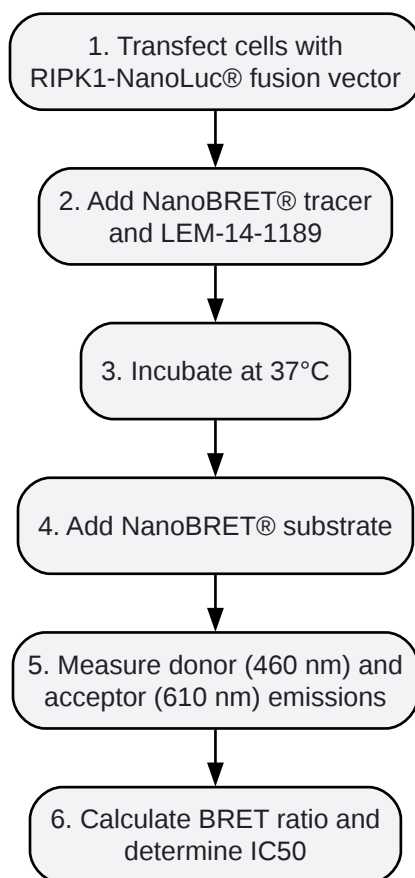 1. Transfect cells with
RIPK1-NanoLuc® fusion vector
2. Add NanoBRET® tracer
and LEM-14-1189
3. Incubate at 37°C
4. Add NanoBRET® substrate
5. Measure donor (460 nm) and
acceptor (610 nm) emissions
6. Calculate BRET ratio and
determine IC50